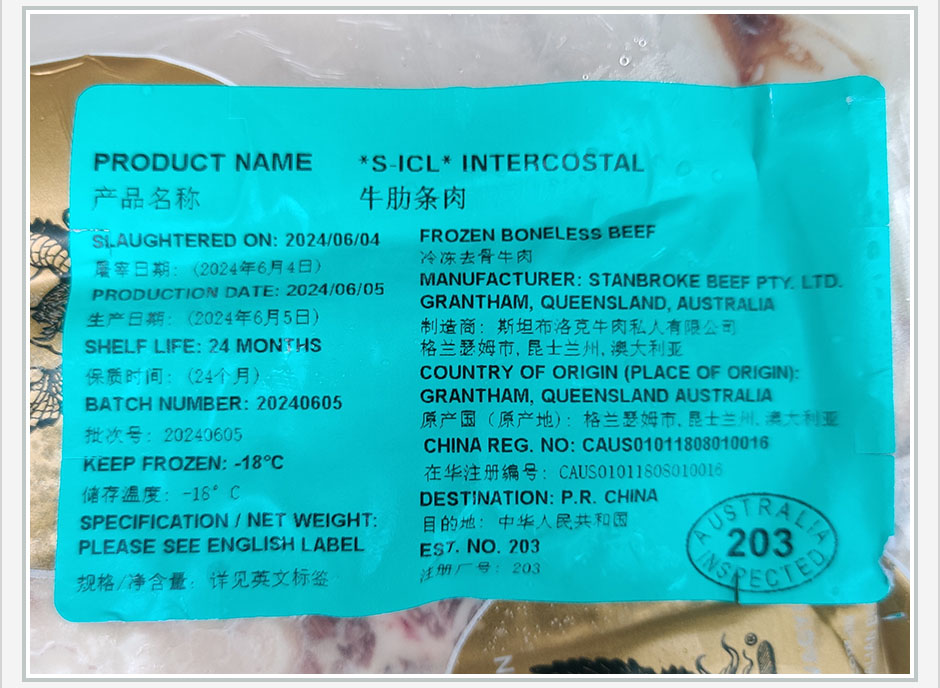 PRODUCT NAME *S-ICL* INTERCOSTAL
产品名称 牛肋条肉
SLAUGHTERED ON: 2024/06/04
屠宰日期: (2024年6月4日)
PRODUCTION DATE: 2024/06/05
生产日期: (2024年6月5日)
SHELF LIFE: 24 MONTHS
保质时间: (24个月)
BATCH NUMBER: 20240605
批次号: 20240605
KEEP FROZEN: -18°C
储存温度: -18° C
SPECIFICATION / NET WEIGHT:
PLEASE SEE ENGLISH LABEL
规格/净含量: 详见英文标签
FROZEN BONELESS BEEF
冷冻去骨牛肉
MANUFACTURER: STANBROKE BEEF PTY. LTD.
GRANTHAM, QUEENSLAND, AUSTRALIA
制造商: 斯坦布洛克牛肉私人有限公司
格兰瑟姆市, 昆士兰州, 澳大利亚
COUNTRY OF ORIGIN (PLACE OF ORIGIN):
GRANTHAM, QUEENSLAND AUSTRALIA
原产国 (原产地): 格兰瑟姆市, 昆士兰州, 澳大利亚
CHINA REG. NO: CAUS01011808010016
在华注册编号: CAUS01011808010016
DESTINATION: P.R. CHINA
目的地: 中华人民共和国
EST. NO. 203
注册厂号: 203
AUSTRALIA
203
INSPECTED